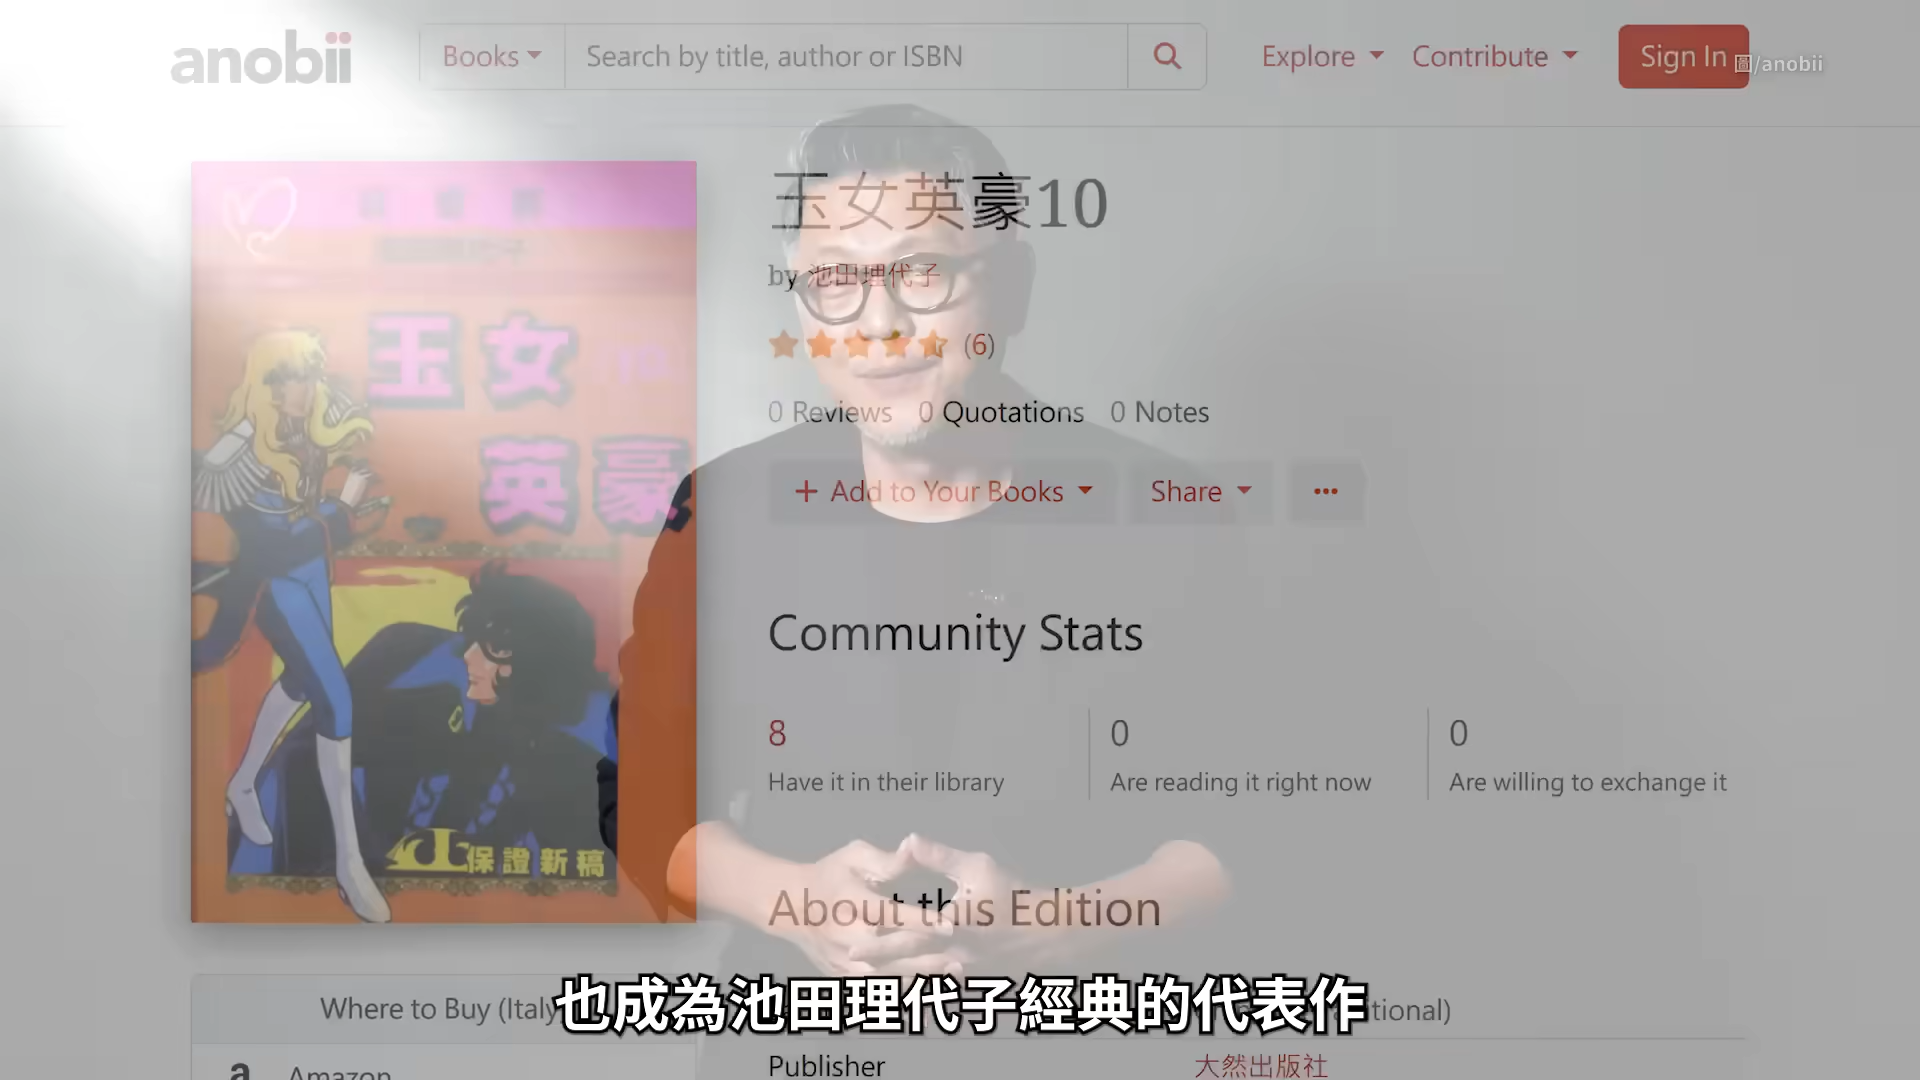 anobii
Books
Search by title, author or ISBN
Explore
Contribute
Sign In
圖/anobii
玉女英豪10
by 池田理代子
(6)
0 Reviews 0 Quotations 0 Notes
+ Add to Your Books
Share
•••
玉女
10
英豪
保證新稿
Community Stats
8
Have it in their library
0
Are reading it right now
0
Are willing to exchange it
About this Edition
Where to Buy (Italy
也成為池田理代子經典的代表作
Publisher
大然出版社
a Amazon